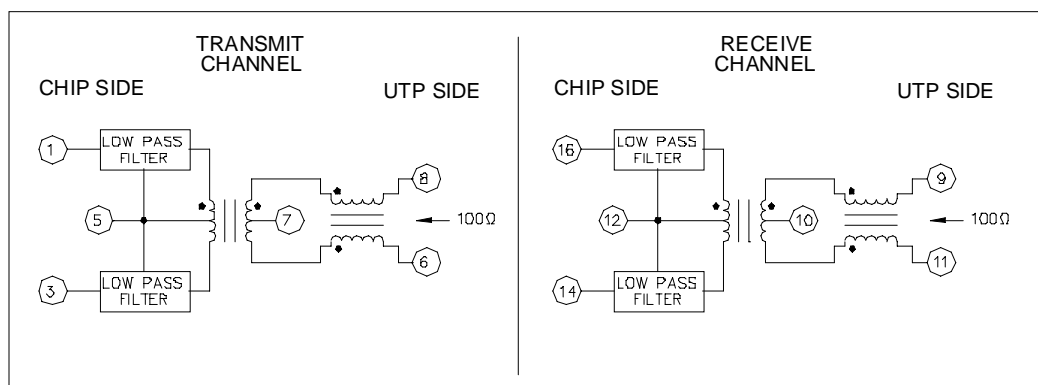 TRANSMIT
CHANNEL
CHIP SIDE
UTP SIDE
1
LOW PASS
FILTER
8
5
7
100Ω
6
3
LOW PASS
FILTER
RECEIVE
CHANNEL
CHIP SIDE
UTP SIDE
16
LOW PASS
FILTER
9
12
10
100Ω
11
14
LOW PASS
FILTER